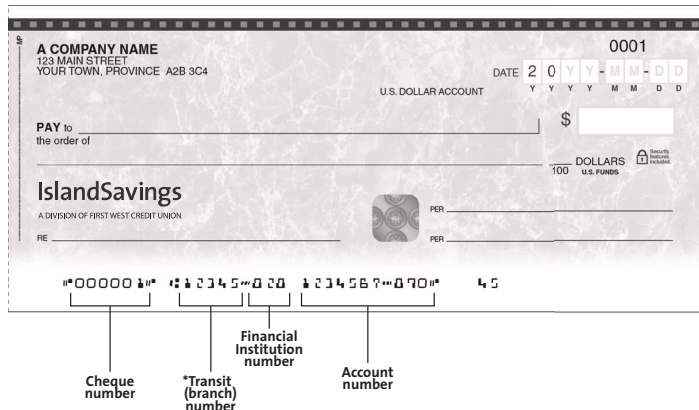 MP
0001
A COMPANY NAME
123 MAIN STREET
YOUR TOWN, PROVINCE A2B 3C4
DATE 2 0 Y Y - M M - D D
Y Y Y Y M M D D
U.S. DOLLAR ACCOUNT
PAY to
the order of
$
100 DOLLARS
U.S. FUNDS
Security
features
included.
IslandSavings
A DIVISION OF FIRST WEST CREDIT UNION
PER
RE
PER
⑈000001⑈ ⑆12345⑉020 1234567⑉070⑈ 45
Cheque
number
*Transit
(branch)
number
Financial
Institution
number
Account
number